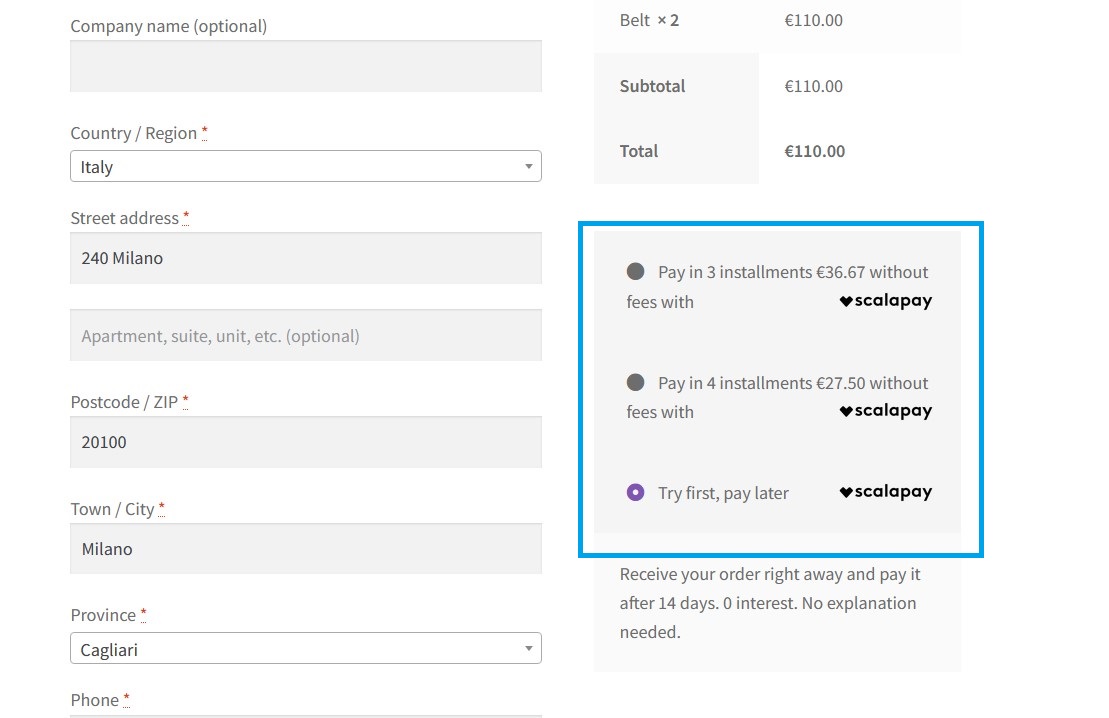 Company name (optional)
Country / Region *
Italy
Street address *
240 Milano
Apartment, suite, unit, etc. (optional)
Postcode / ZIP *
20100
Town / City *
Milano
Province *
Cagliari
Phone *
Belt × 2 €110.00
Subtotal €110.00
Total €110.00
Pay in 3 installments €36.67 without
fees with scalapay
Pay in 4 installments €27.50 without
fees with scalapay
Try first, pay later scalapay
Receive your order right away and pay it
after 14 days. 0 interest. No explanation
needed.